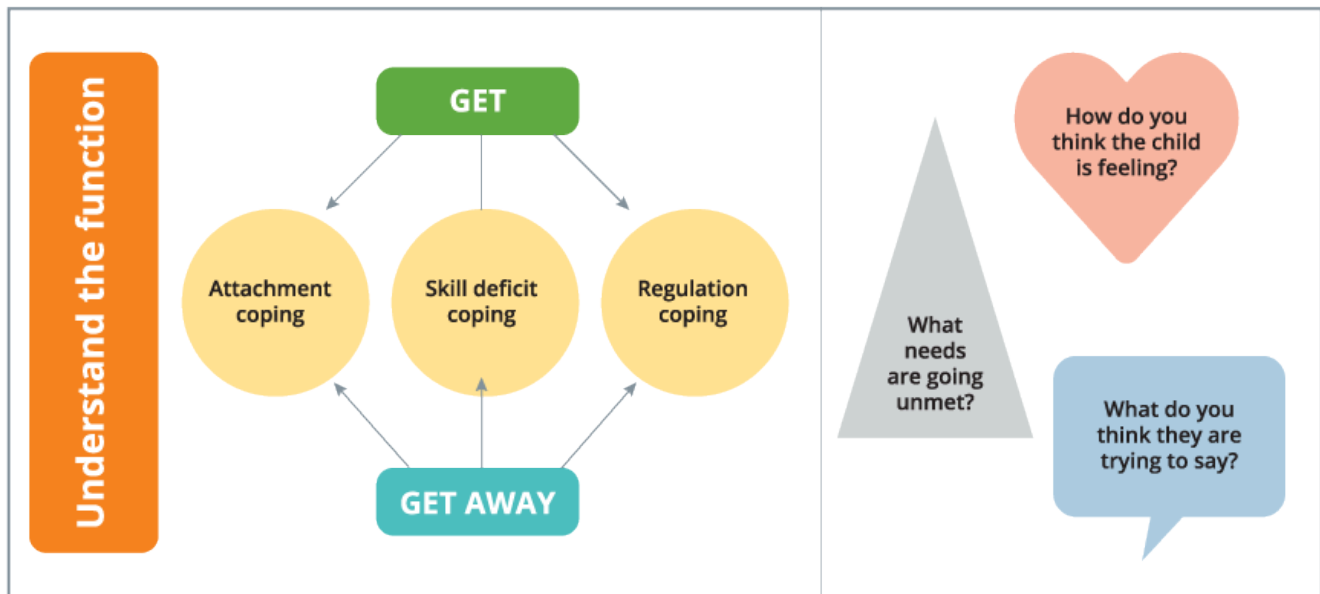 Understand the function
GET
Attachment
coping
Skill deficit
coping
Regulation
coping
GET AWAY
How do you
think the child
is feeling?
What
needs
are going
unmet?
What do you
think they are
trying to say?